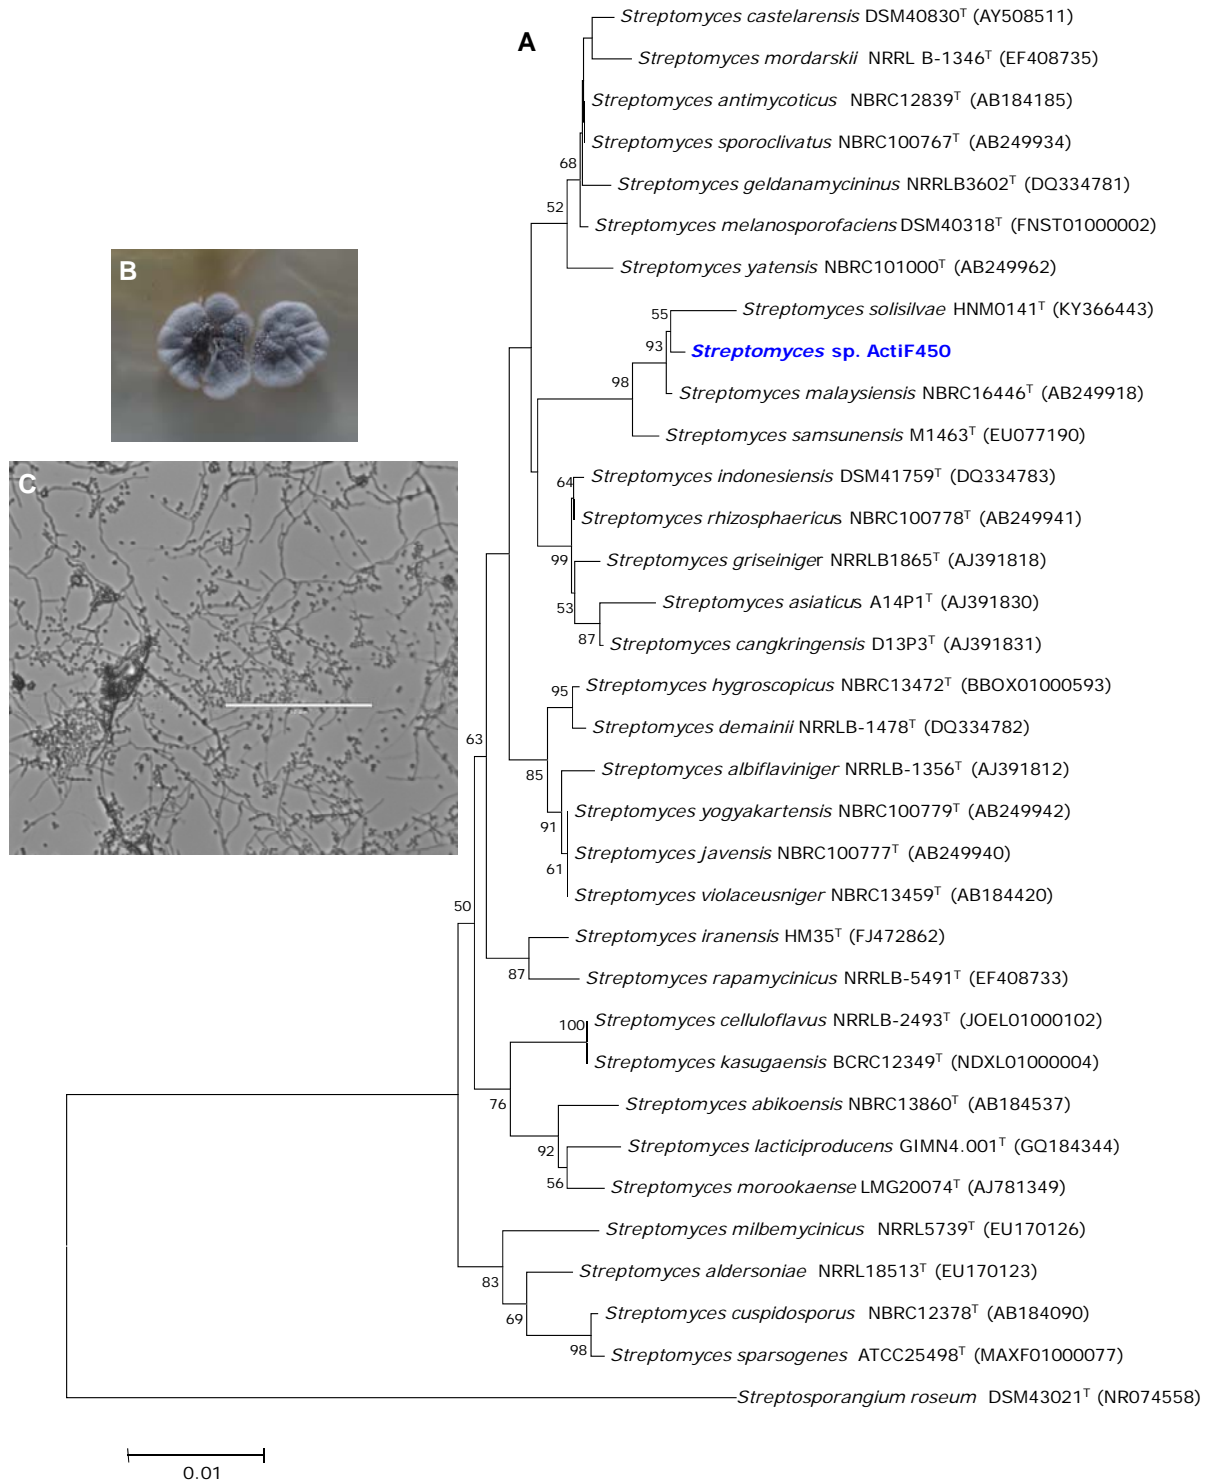 A
Streptomyces castelarensis DSM40830ᵀ (AY508511)
Streptomyces mordarskii NRRL B-1346ᵀ (EF408735)
Streptomyces antimycoticus NBRC12839ᵀ (AB184185)
Streptomyces sporoclivatus NBRC100767ᵀ (AB249934)
68
Streptomyces geldanamycininus NRRLB3602ᵀ (DQ334781)
52
Streptomyces melanosporofaciens DSM40318ᵀ (FNST01000002)
Streptomyces yatensis NBRC101000ᵀ (AB249962)
B
55
Streptomyces solisilvae HNM0141ᵀ (KY366443)
93
Streptomyces sp. ActiF450
98
Streptomyces malaysiensis NBRC16446ᵀ (AB249918)
Streptomyces samsunensis M1463ᵀ (EU077190)
C
64
Streptomyces indonesiensis DSM41759ᵀ (DQ334783)
Streptomyces rhizosphaericus NBRC100778ᵀ (AB249941)
99
Streptomyces griseiniger NRRLB1865ᵀ (AJ391818)
53
Streptomyces asiaticus A14P1ᵀ (AJ391830)
87
Streptomyces cangkringensis D13P3ᵀ (AJ391831)
95
Streptomyces hygroscopicus NBRC13472ᵀ (BBOX01000593)
Streptomyces demainii NRRLB-1478ᵀ (DQ334782)
63
85
Streptomyces albiflaviniger NRRLB-1356ᵀ (AJ391812)
Streptomyces yogyakartensis NBRC100779ᵀ (AB249942)
91
Streptomyces javensis NBRC100777ᵀ (AB249940)
61
Streptomyces violaceusniger NBRC13459ᵀ (AB184420)
50
Streptomyces iranensis HM35ᵀ (FJ472862)
87
Streptomyces rapamycinicus NRRLB-5491ᵀ (EF408733)
100
Streptomyces celluloflavus NRRLB-2493ᵀ (JOEL01000102)
Streptomyces kasugaensis BCRC12349ᵀ (NDXL01000004)
76
Streptomyces abikoensis NBRC13860ᵀ (AB184537)
92
Streptomyces lacticiproducens GIMN4.001ᵀ (GQ184344)
56
Streptomyces morookaense LMG20074ᵀ (AJ781349)
Streptomyces milbemycinicus NRRL5739ᵀ (EU170126)
83
Streptomyces aldersoniae NRRL18513ᵀ (EU170123)
69
Streptomyces cuspidosporus NBRC12378ᵀ (AB184090)
98
Streptomyces sparsogenes ATCC25498ᵀ (MAXF01000077)
Streptosporangium roseum DSM43021ᵀ (NR074558)
0.01